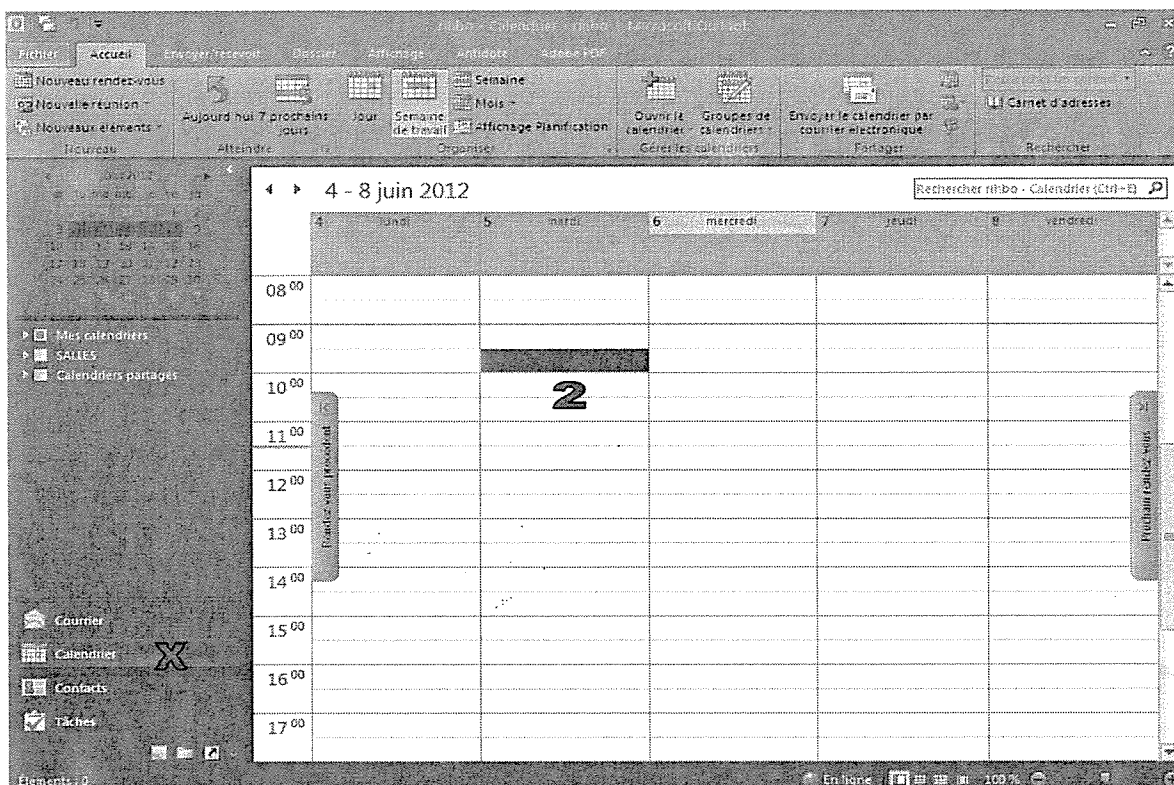 Fichier Accueil Envoyer/recevoir Dossier Affichage Antidote Adobe PDF
Nouveau rendez-vous
Nouvelle réunion
Nouveaux éléments
Nouveau
Aujourd'hui 7 prochains jours
Atteindre
Jour Semaine de travail
Semaine
Mois
Affichage Planification
Organiser
Ouvrir le calendrier Groupes de calendriers
Gérer les calendriers
Envoyer le calendrier par courrier électronique
Partager
Carnet d'adresses
Rechercher
4 - 8 juin 2012
Rechercher rihbo - Calendrier (Ctrl+E)
4 lundi 5 mardi 6 mercredi 7 jeudi 8 vendredi
Mes calendriers
SALLES
Calendriers partagés
08 00
09 00
10 00
2
11 00
12 00
13 00
14 00
15 00
16 00
17 00
Rendez-vous précédent
Prochain rendez-vous
Courrier
Calendrier X
Contacts
Tâches
Eléments : 0 En ligne 100 %